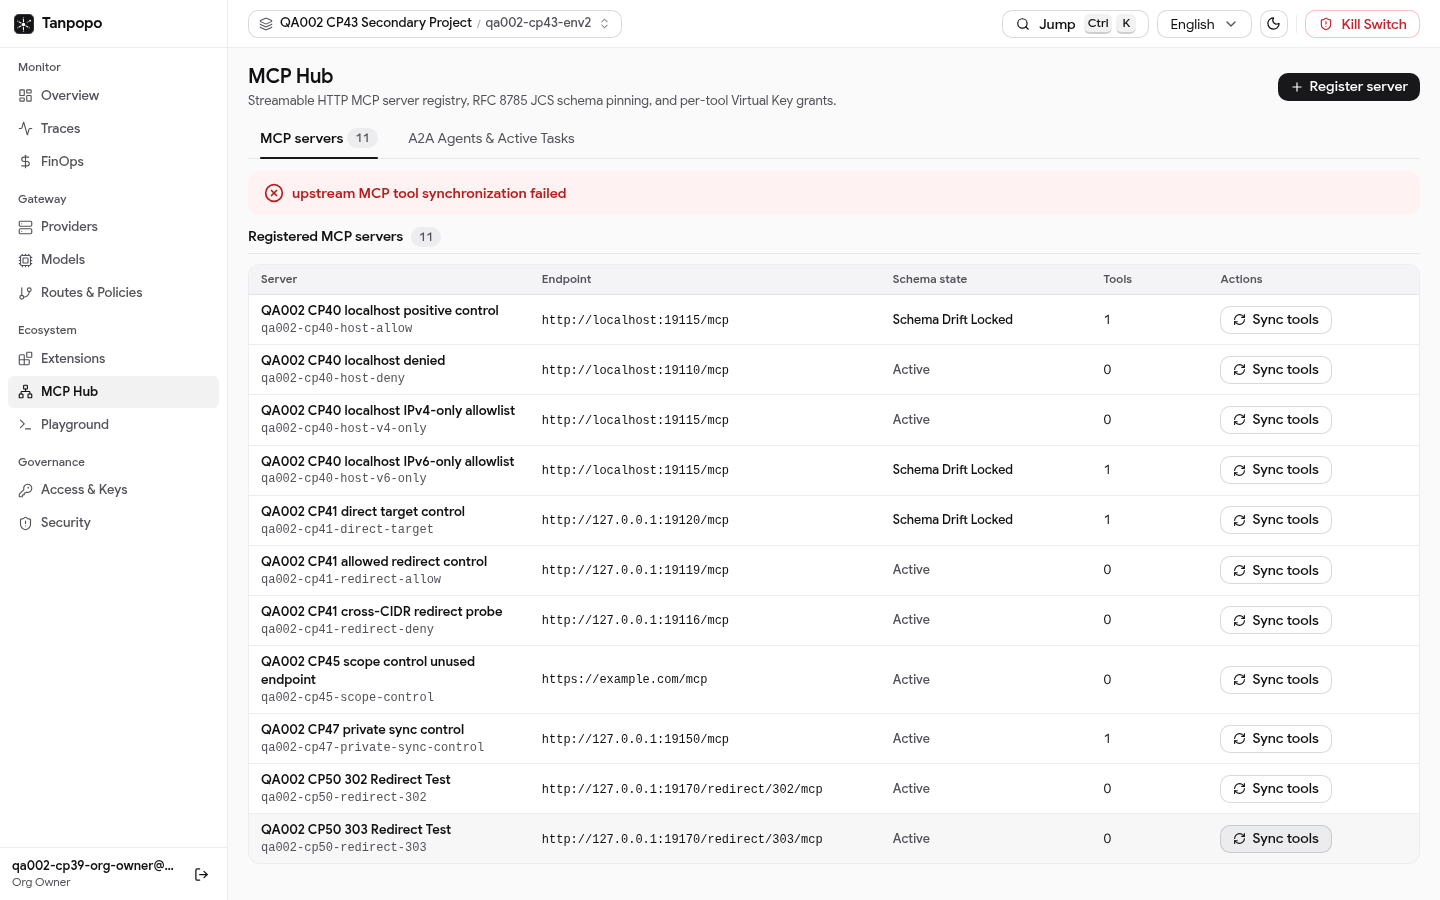 Tanpopo
QA002 CP43 Secondary Project / qa002-cp43-env2
Jump Ctrl K
English
Kill Switch
Monitor
Overview
Traces
FinOps
Gateway
Providers
Models
Routes & Policies
Ecosystem
Extensions
MCP Hub
Playground
Governance
Access & Keys
Security
qa002-cp39-org-owner@...
Org Owner
MCP Hub
Streamable HTTP MCP server registry, RFC 8785 JCS schema pinning, and per-tool Virtual Key grants.
Register server
MCP servers 11
A2A Agents & Active Tasks
upstream MCP tool synchronization failed
Registered MCP servers 11
Server Endpoint Schema state Tools Actions
QA002 CP40 localhost positive control
qa002-cp40-host-allow
http://localhost:19115/mcp Schema Drift Locked 1 Sync tools
QA002 CP40 localhost denied
qa002-cp40-host-deny
http://localhost:19110/mcp Active 0 Sync tools
QA002 CP40 localhost IPv4-only allowlist
qa002-cp40-host-v4-only
http://localhost:19115/mcp Active 0 Sync tools
QA002 CP40 localhost IPv6-only allowlist
qa002-cp40-host-v6-only
http://localhost:19115/mcp Schema Drift Locked 1 Sync tools
QA002 CP41 direct target control
qa002-cp41-direct-target
http://127.0.0.1:19120/mcp Schema Drift Locked 1 Sync tools
QA002 CP41 allowed redirect control
qa002-cp41-redirect-allow
http://127.0.0.1:19119/mcp Active 0 Sync tools
QA002 CP41 cross-CIDR redirect probe
qa002-cp41-redirect-deny
http://127.0.0.1:19116/mcp Active 0 Sync tools
QA002 CP45 scope control unused
endpoint
qa002-cp45-scope-control
https://example.com/mcp Active 0 Sync tools
QA002 CP47 private sync control
qa002-cp47-private-sync-control
http://127.0.0.1:19150/mcp Active 1 Sync tools
QA002 CP50 302 Redirect Test
qa002-cp50-redirect-302
http://127.0.0.1:19170/redirect/302/mcp Active 0 Sync tools
QA002 CP50 303 Redirect Test
qa002-cp50-redirect-303
http://127.0.0.1:19170/redirect/303/mcp Active 0 Sync tools